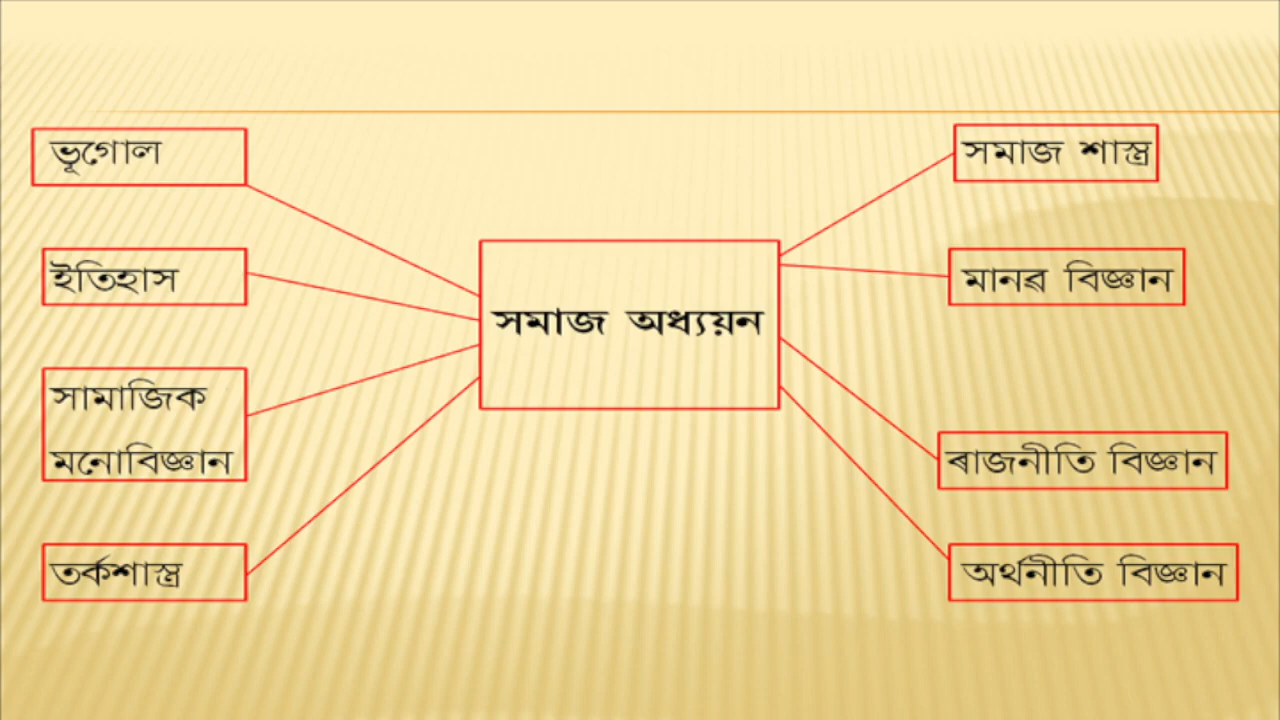 ভূগোল
ইতিহাস
সামাজিক
মনোবিজ্ঞান
তৰ্কশাস্ত্ৰ
সমাজ অধ্যয়ন
সমাজ শাস্ত্ৰ
মানৱ বিজ্ঞান
ৰাজনীতি বিজ্ঞান
অৰ্থনীতি বিজ্ঞান